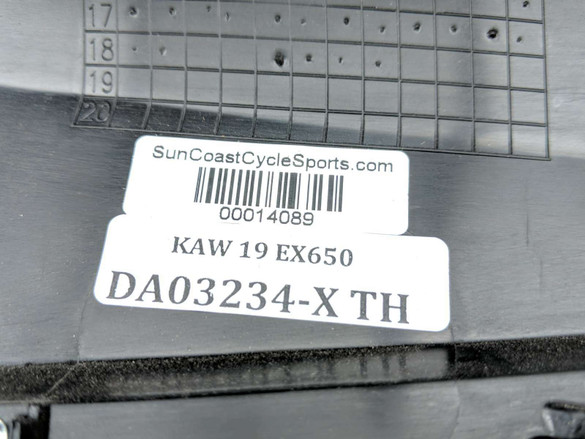 17
18
19
20
SunCoastCycleSports.com
00014089
KAW 19 EX650
DA03234-X TH